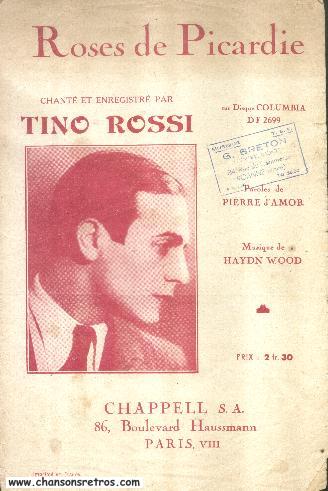 Roses de Picardie
CHANTÉ ET ENREGISTRÉ PAR
TINO ROSSI
sur Disque COLUMBIA
DF 2699
G. BRETON
Paroles de
PIERRE d'AMOR
Musique de
HAYDN WOOD
PRIX : 2 fr. 30
CHAPPELL S. A.
86, Boulevard Haussmann
PARIS, VIII
www.chansonsretros.com